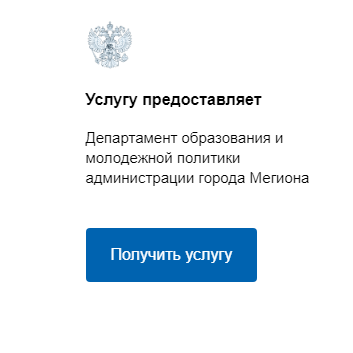 Услугу предоставляет
Департамент образования и
молодежной политики
администрации города Мегиона
Получить услугу